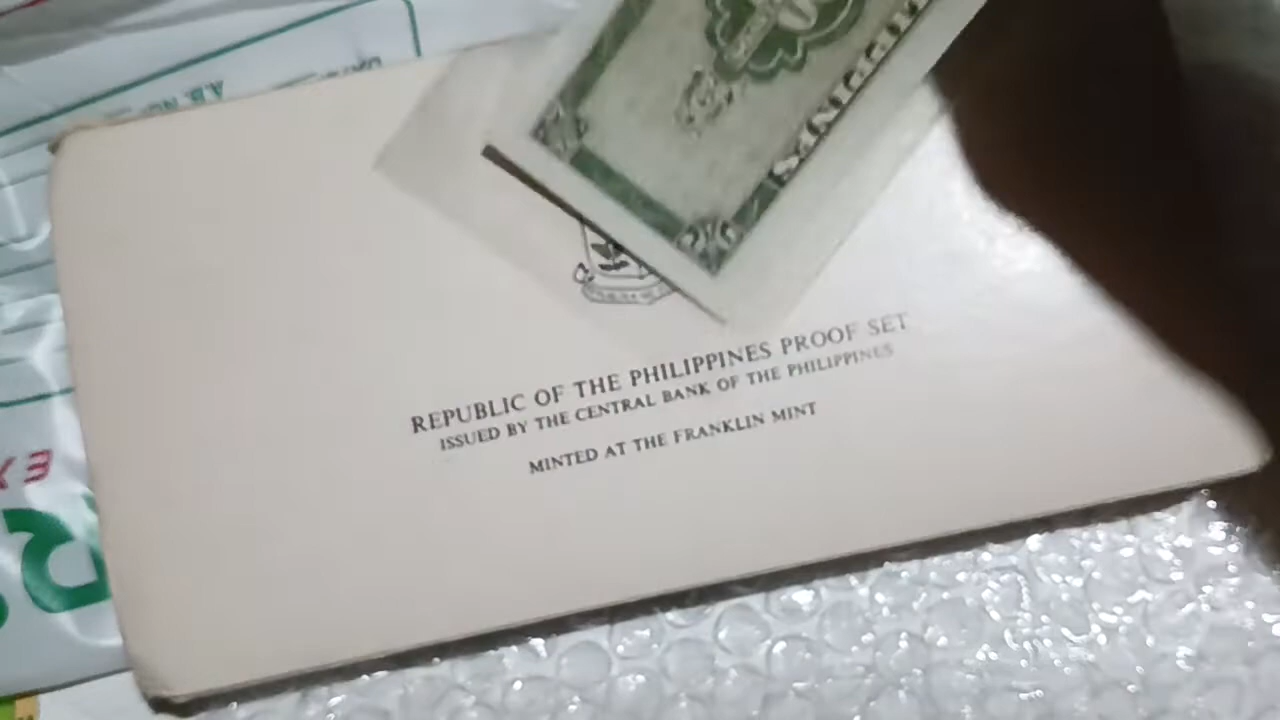 REPUBLIC OF THE PHILIPPINES PROOF SET
ISSUED BY THE CENTRAL BANK OF THE PHILIPPINES
MINTED AT THE FRANKLIN MINT